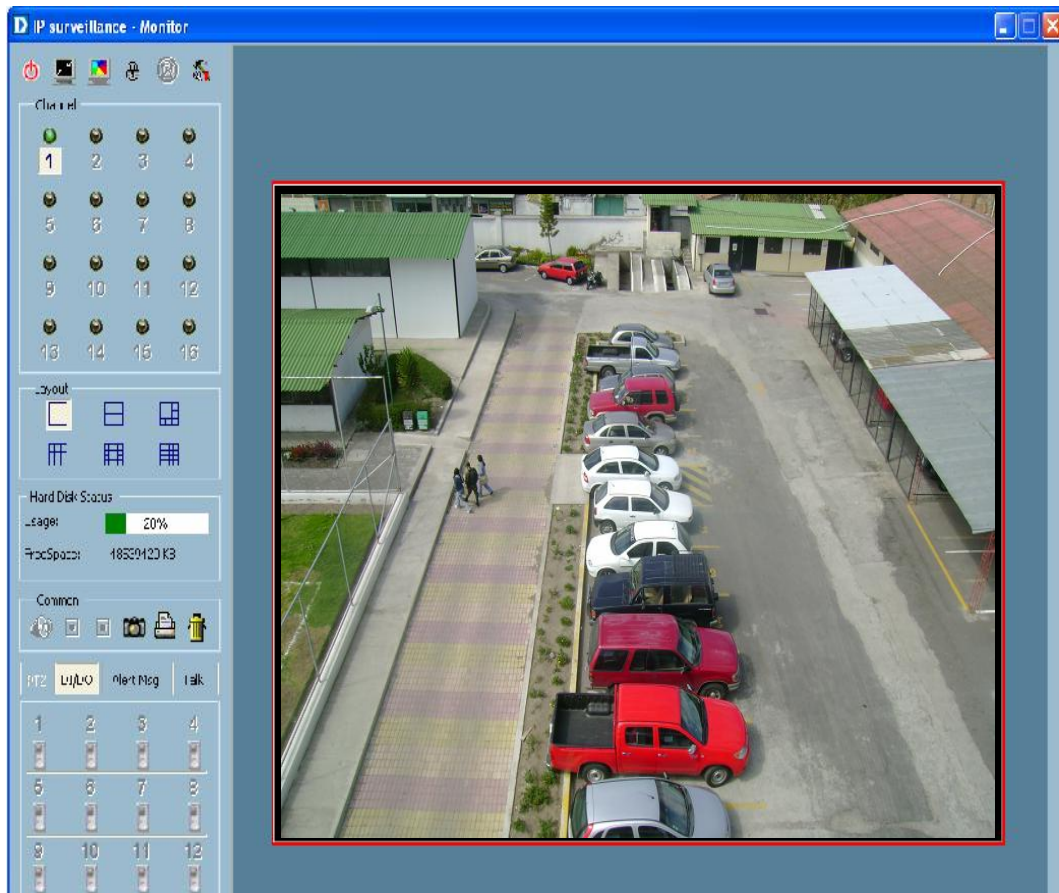 IP surveillance - Monitor
Channel
1 2 3 4
5 6 7 8
9 10 11 12
13 14 15 16
Layout
Hard Disk Status
Usage: 20%
FreeSpace: KB
Common
PTZ DI/DO Alert Msg Talk
1 2 3 4
5 6 7 8
9 10 11 12